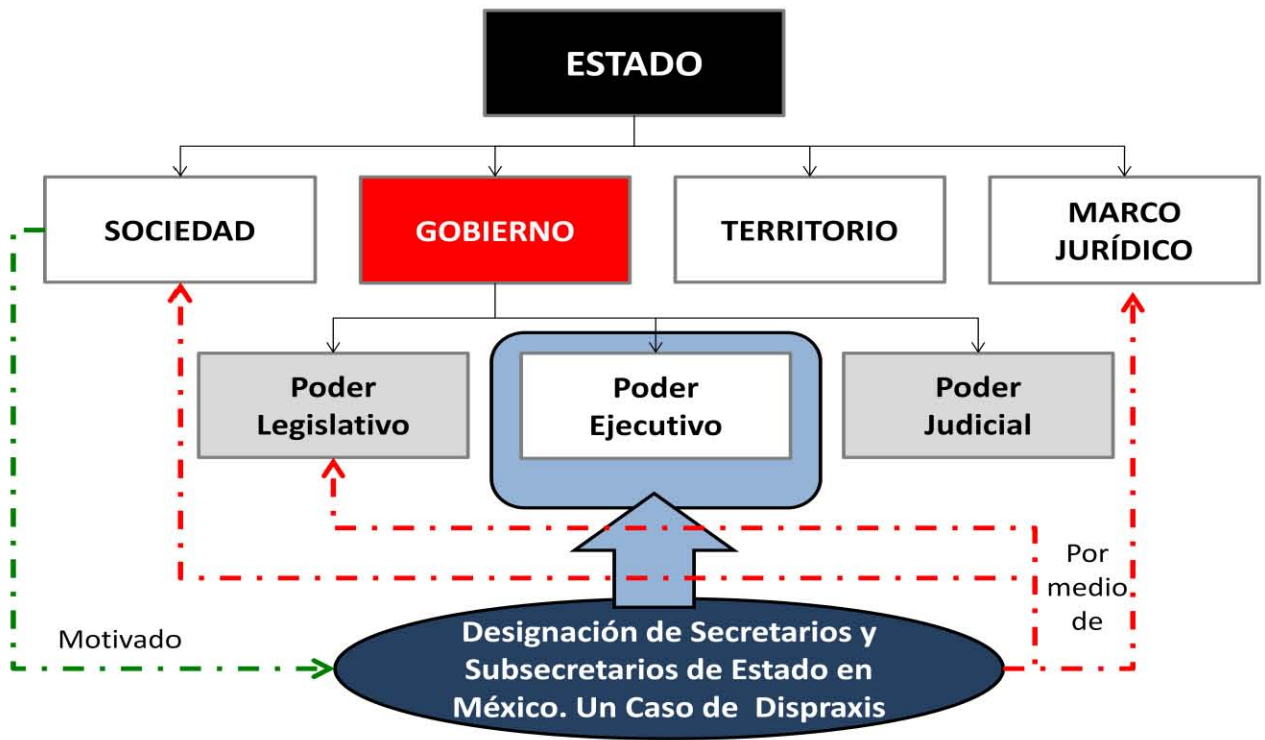 ESTADO
SOCIEDAD
GOBIERNO
TERRITORIO
MARCO
JURÍDICO
Poder
Legislativo
Poder
Ejecutivo
Poder
Judicial
Por
medio
de
Motivado
Designación de Secretarios y
Subsecretarios de Estado en
México. Un Caso de Dispraxis